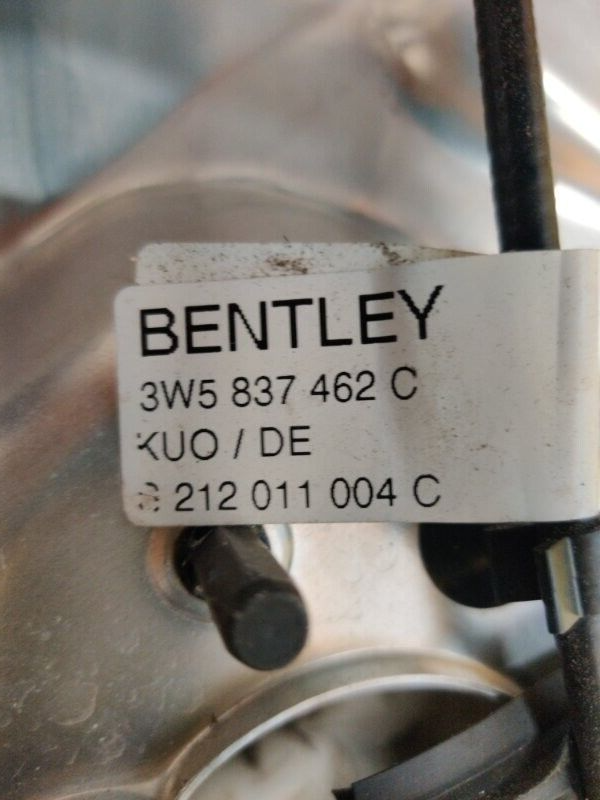 BENTLEY
3W5 837 462 C
KUO / DE
212 011 004 C